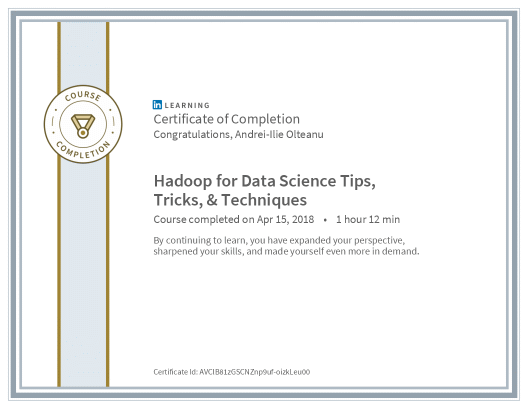 COURSE
COMPLETION
in LEARNING
Certificate of Completion
Congratulations, Andrei-Ilie Olteanu
Hadoop for Data Science Tips,
Tricks, & Techniques
Course completed on Apr 15, 2018 • 1 hour 12 min
By continuing to learn, you have expanded your perspective,
sharpened your skills, and made yourself even more in demand.
Certificate Id: AVCIB81zGSCNZnp9uf-oizkLeu00